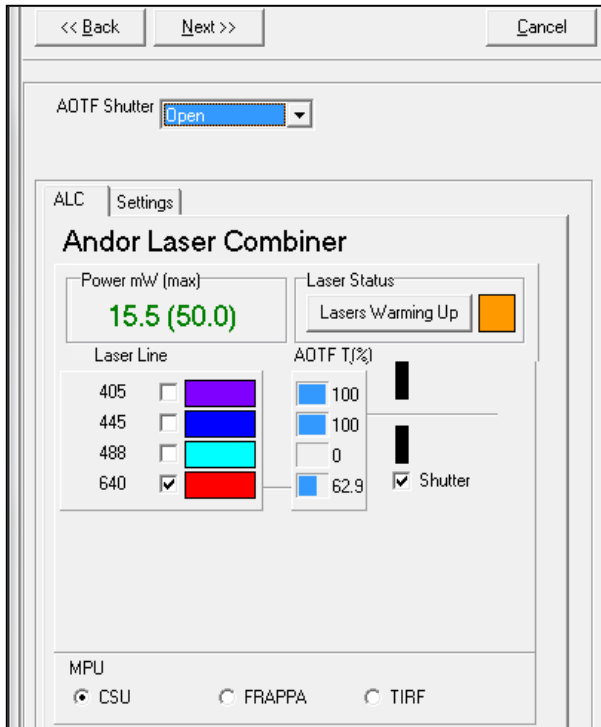 << Back Next >> Cancel
AOTF Shutter Open
ALC Settings
Andor Laser Combiner
Power mW (max) Laser Status
15.5 (50.0) Lasers Warming Up
Laser Line AOTF T(%)
405 100
445 100
488 0
640 62.9 Shutter
MPU
CSU FRAPPA TIRF